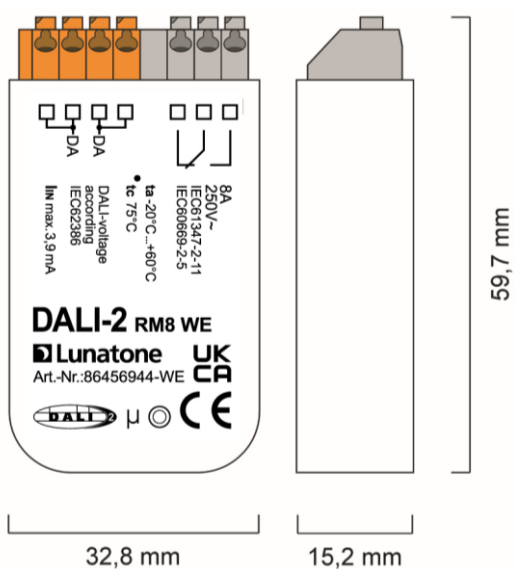 DA
DA
IIN max. 3,9 mA
DALI-voltage
according
IEC62386
ta -20°C...+60°C
tc 75°C
8A
250V~
IEC61347-2-11
IEC60669-2-5
DALI-2 RM8 WE
Lunatone
UK
CA
Art.-Nr.:86456944-WE
DALI 2
µ
CE
59,7 mm
32,8 mm
15,2 mm